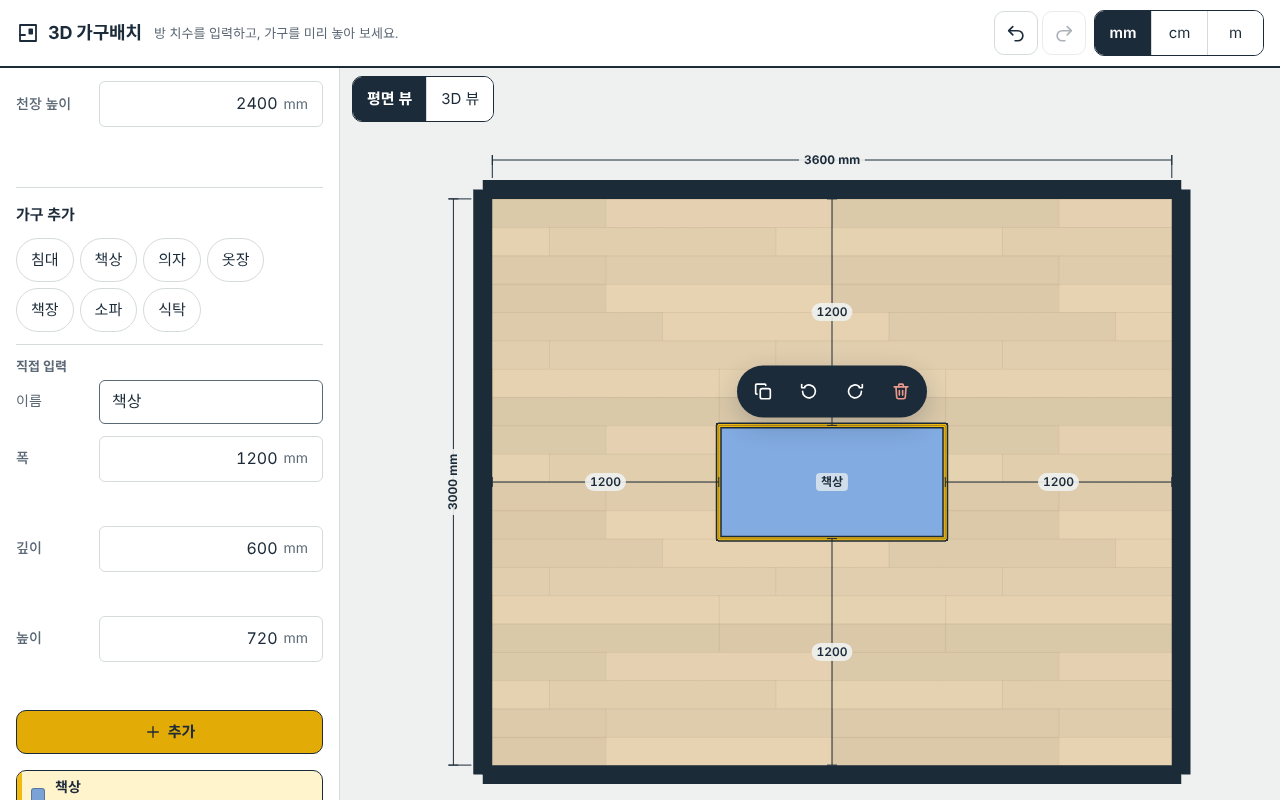 3D 가구배치
방 치수를 입력하고, 가구를 미리 놓아 보세요.
mm
cm
m
천장 높이
2400 mm
가구 추가
침대
책상
의자
옷장
책장
소파
식탁
직접 입력
이름
책상
폭
1200 mm
깊이
600 mm
높이
720 mm
추가
책상
평면 뷰
3D 뷰
3600 mm
3000 mm
1200
1200
책상
1200
1200